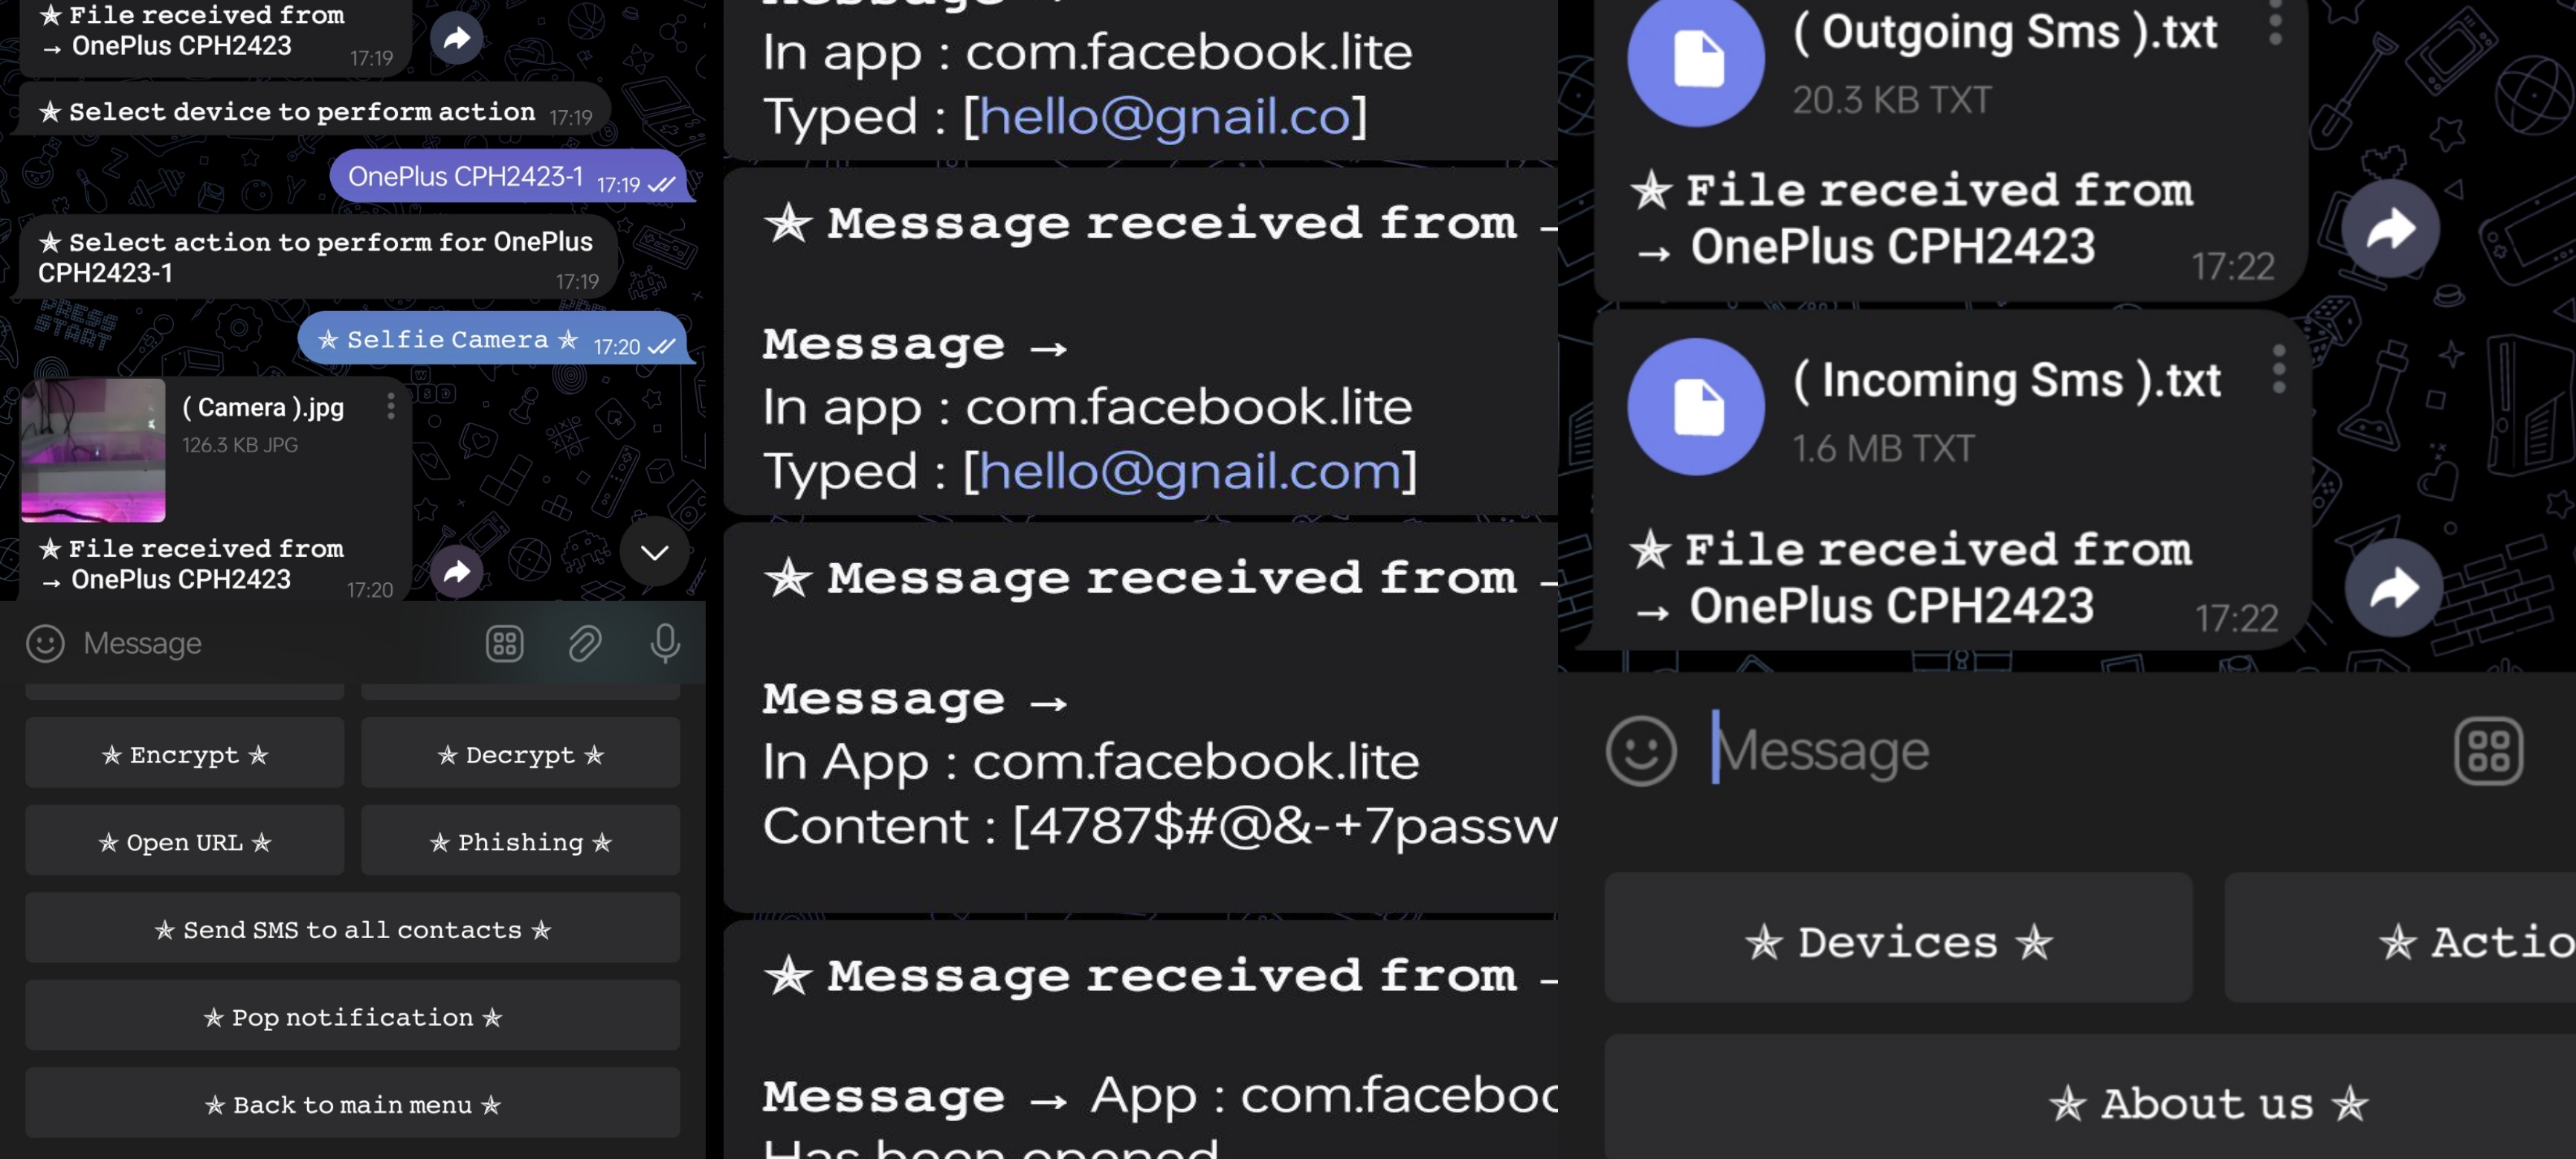 ★ File received from
→ OnePlus CPH2423
17:19
★ Select device to perform action 17:19
OnePlus CPH2423-1 17:19
★ Select action to perform for OnePlus
CPH2423-1
17:19
★ Selfie Camera ★ 17:20
( Camera ).jpg
126.3 KB JPG
★ File received from
→ OnePlus CPH2423
17:20
Message
★ Encrypt ★
★ Decrypt ★
★ Open URL ★
★ Phishing ★
★ Send SMS to all contacts ★
★ Pop notification ★
★ Back to main menu ★
Message →
In app : com.facebook.lite
Typed : [hello@gnail.co]
★ Message received from -
Message →
In app : com.facebook.lite
Typed : [hello@gnail.com]
★ Message received from -
Message →
In App : com.facebook.lite
Content : [4787$#@&-+7passw
★ Message received from -
Message → App : com.faceboo
Has been opened
( Outgoing Sms ).txt
20.3 KB TXT
★ File received from
→ OnePlus CPH2423
17:22
( Incoming Sms ).txt
1.6 MB TXT
★ File received from
→ OnePlus CPH2423
17:22
Message
★ Devices ★
★ Actio
★ About us ★